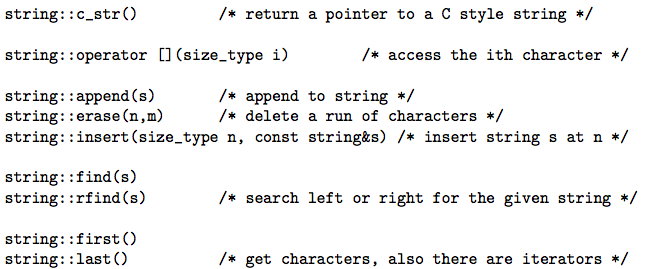 string::c_str() /* return a pointer to a C style string */
string::operator [](size_type i) /* access the ith character */
string::append(s) /* append to string */
string::erase(n,m) /* delete a run of characters */
string::insert(size_type n, const string&s) /* insert string s at n */
string::find(s)
string::rfind(s) /* search left or right for the given string */
string::first()
string::last() /* get characters, also there are iterators */